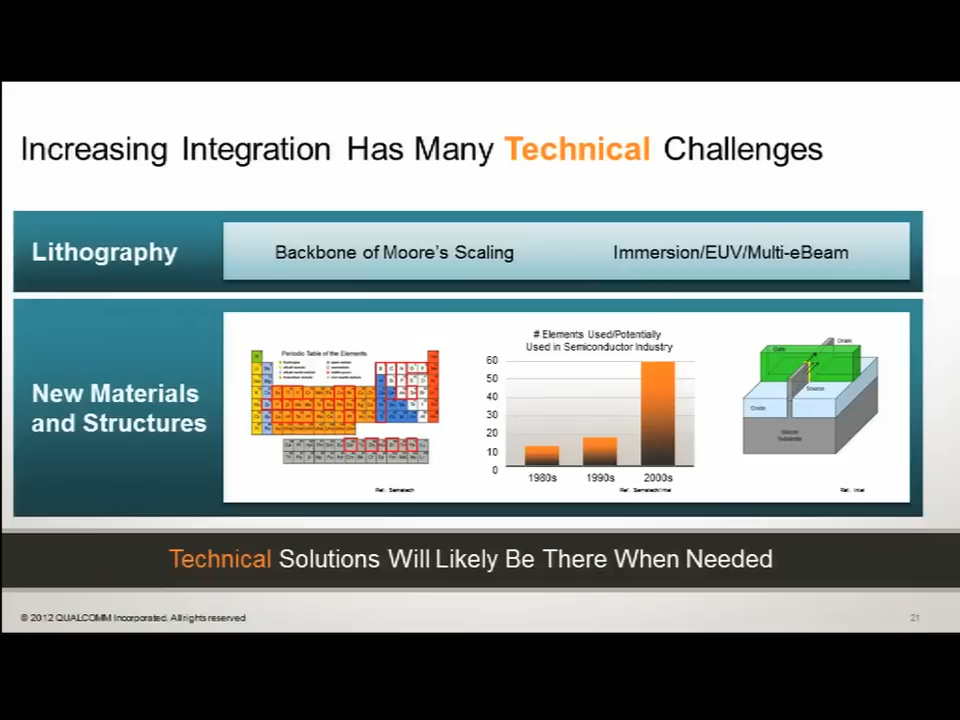 Increasing Integration Has Many Technical Challenges
Lithography
Backbone of Moore's Scaling
Immersion/EUV/Multi-eBeam
New Materials
and Structures
Periodic Table of the Elements
Ref: Sematech
# Elements Used/Potentially
Used in Semiconductor Industry
60
50
40
30
20
10
0
1980s
1990s
2000s
Ref: Sematech/Intel
Gate
Drain
Source
Oxide
Silicon
Substrate
Ref: Intel
Technical Solutions Will Likely Be There When Needed
© 2012 QUALCOMM Incorporated. All rights reserved
21